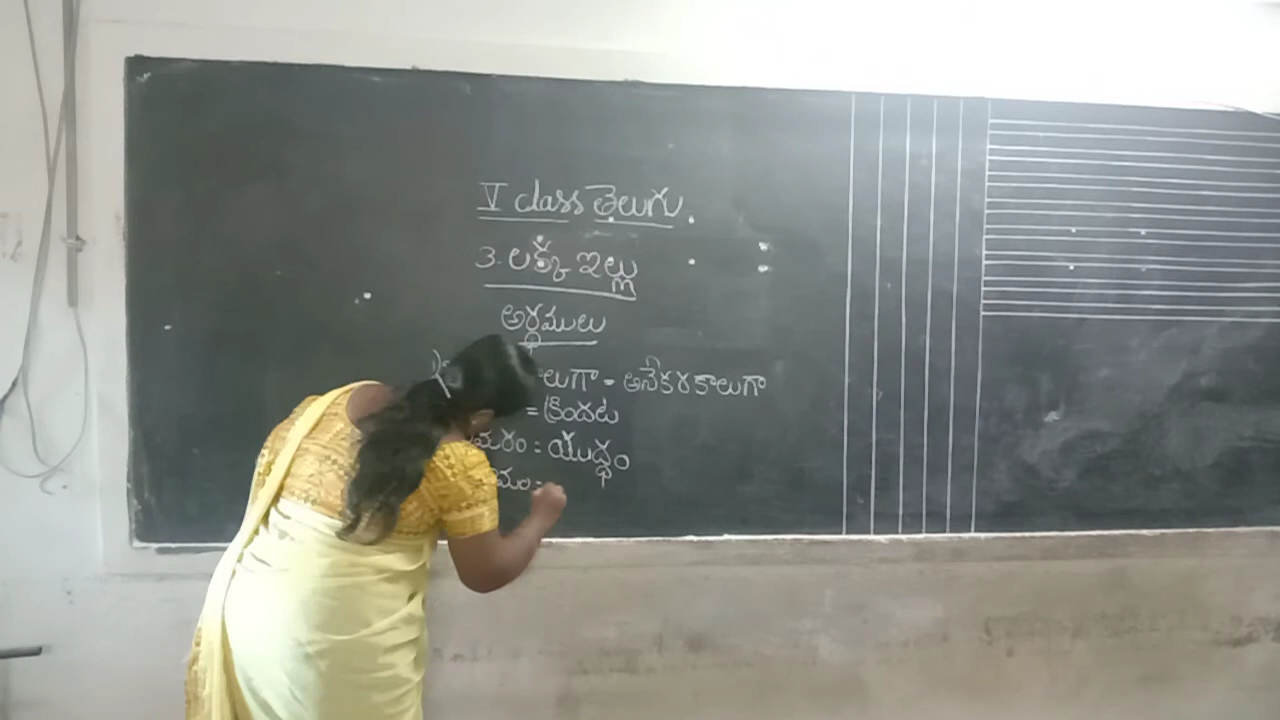 V class తెలుగు.
3. లక్క ఇల్లు
అర్థములు
= అనేకరకాలుగా
= క్రిందట
= యుద్ధం
=